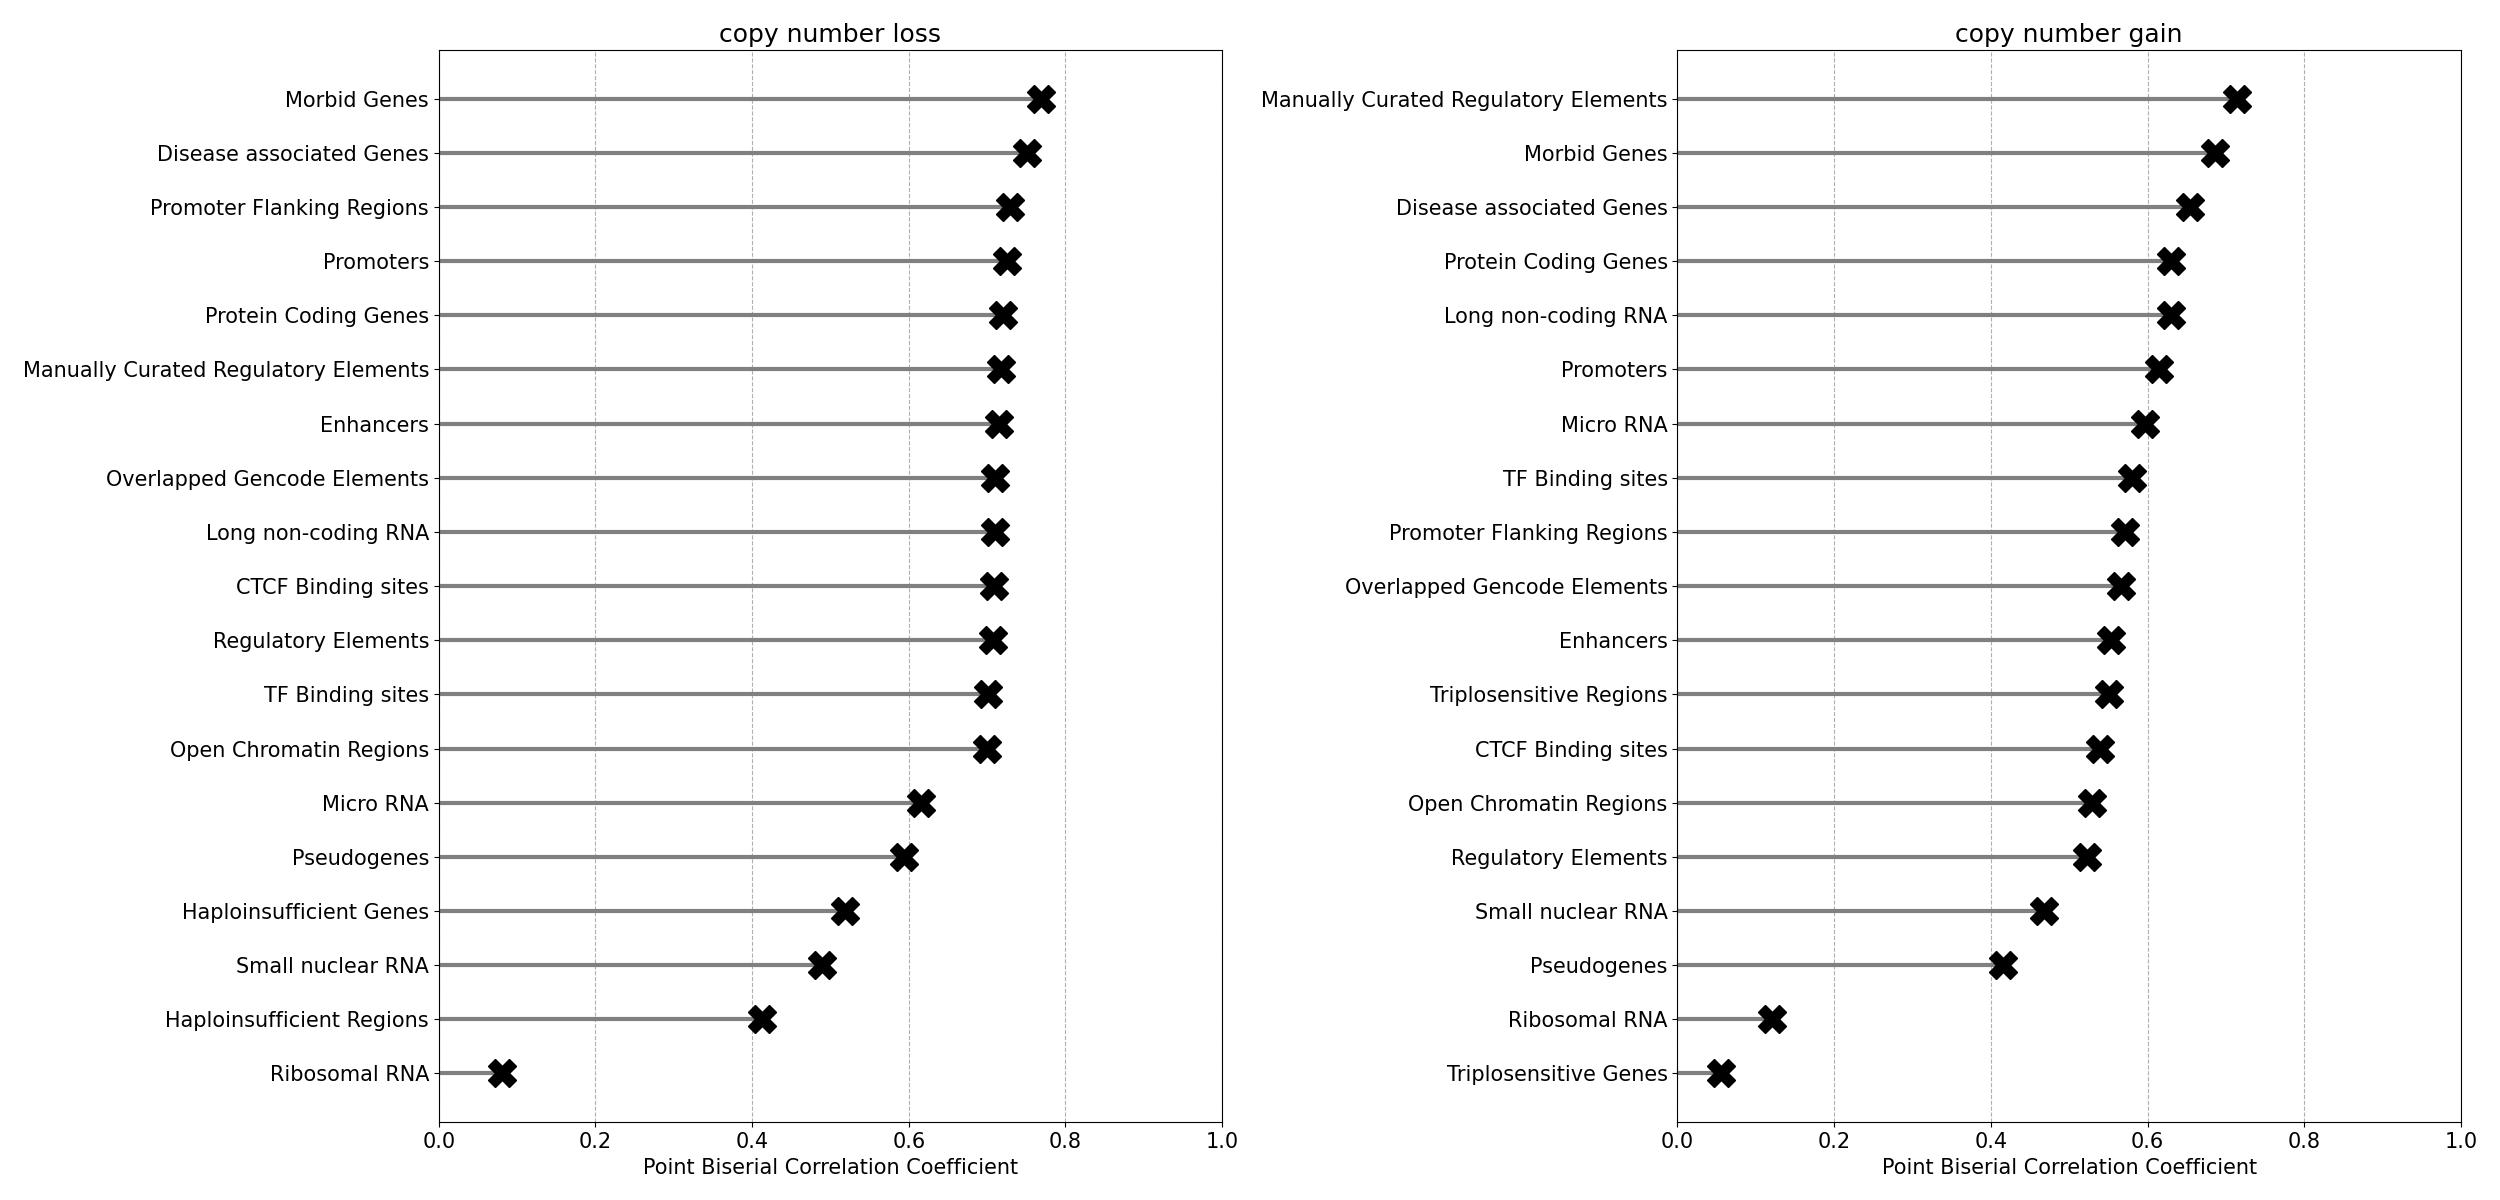 copy number loss
Morbid Genes
Disease associated Genes
Promoter Flanking Regions
Promoters
Protein Coding Genes
Manually Curated Regulatory Elements
Enhancers
Overlapped Gencode Elements
Long non-coding RNA
CTCF Binding sites
Regulatory Elements
TF Binding sites
Open Chromatin Regions
Micro RNA
Pseudogenes
Haploinsufficient Genes
Small nuclear RNA
Haploinsufficient Regions
Ribosomal RNA
0.0 0.2 0.4 0.6 0.8 1.0
Point Biserial Correlation Coefficient
copy number gain
Manually Curated Regulatory Elements
Morbid Genes
Disease associated Genes
Protein Coding Genes
Long non-coding RNA
Promoters
Micro RNA
TF Binding sites
Promoter Flanking Regions
Overlapped Gencode Elements
Enhancers
Triplosensitive Regions
CTCF Binding sites
Open Chromatin Regions
Regulatory Elements
Small nuclear RNA
Pseudogenes
Ribosomal RNA
Triplosensitive Genes
0.0 0.2 0.4 0.6 0.8 1.0
Point Biserial Correlation Coefficient